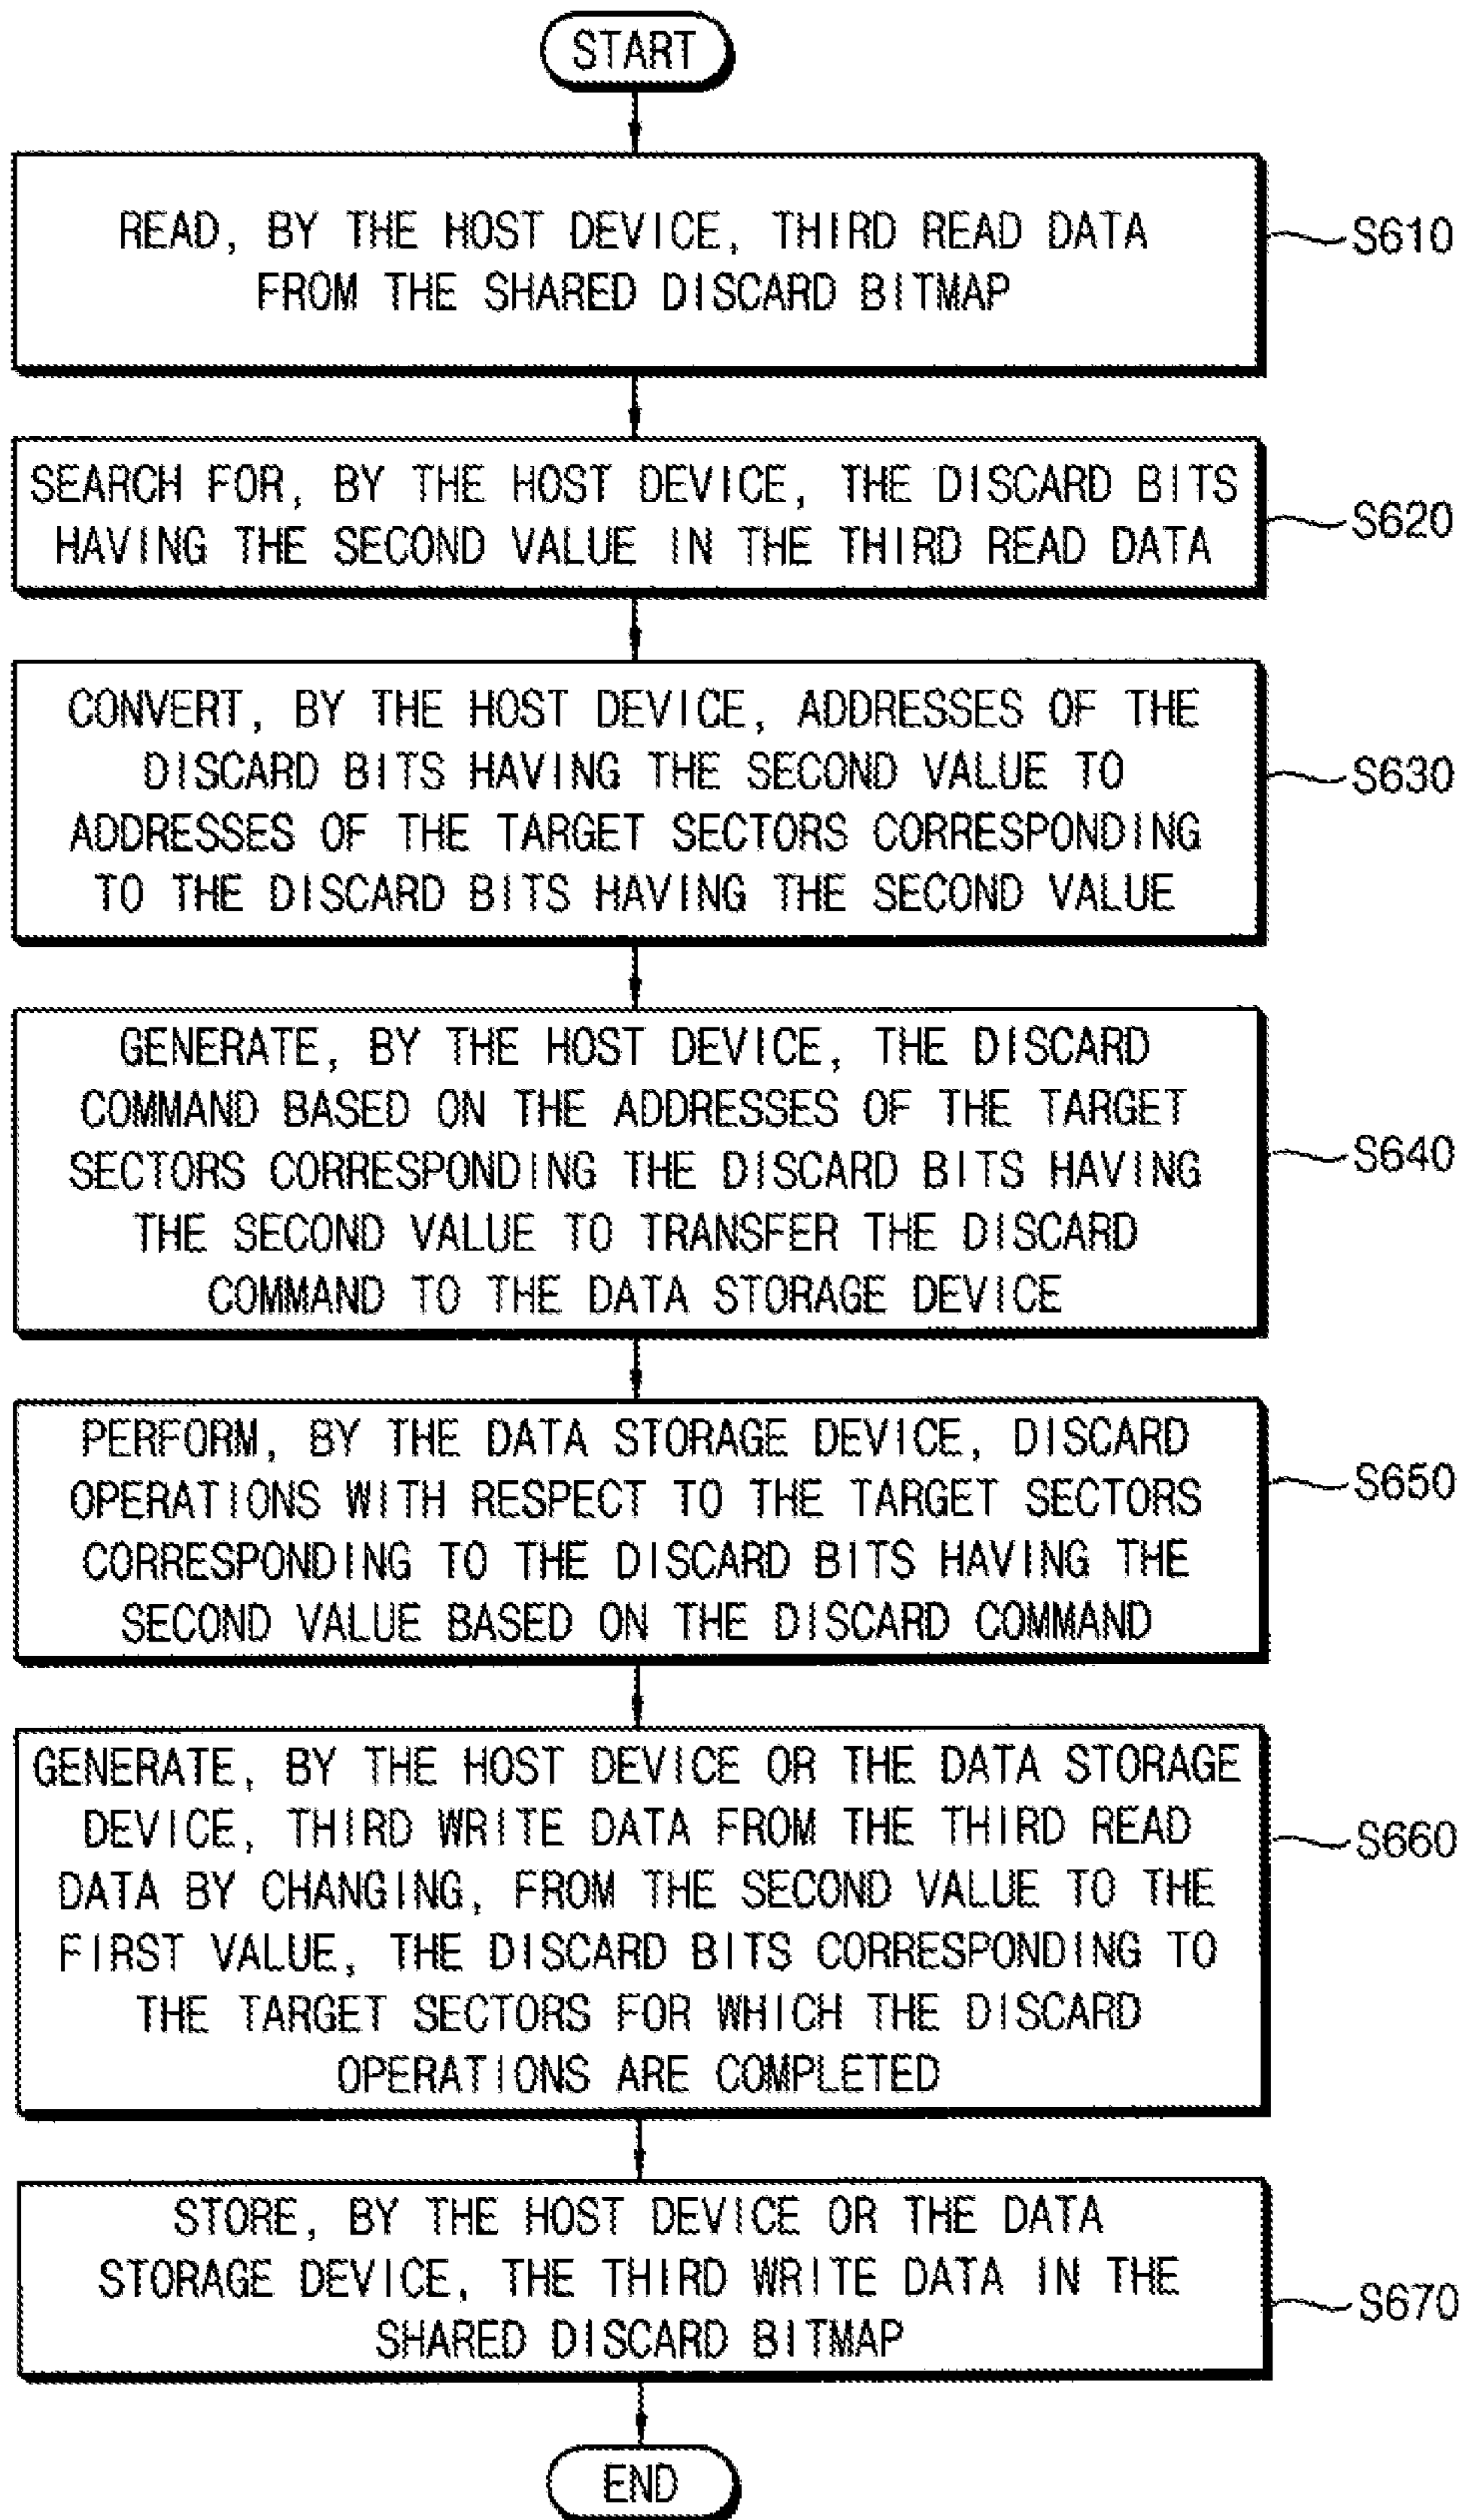 START
READ, BY THE HOST DEVICE, THIRD READ DATA
FROM THE SHARED DISCARD BITMAP
S610
SEARCH FOR, BY THE HOST DEVICE, THE DISCARD BITS
HAVING THE SECOND VALUE IN THE THIRD READ DATA
S620
CONVERT, BY THE HOST DEVICE, ADDRESSES OF THE
DISCARD BITS HAVING THE SECOND VALUE TO
ADDRESSES OF THE TARGET SECTORS CORRESPONDING
TO THE DISCARD BITS HAVING THE SECOND VALUE
S630
GENERATE, BY THE HOST DEVICE, THE DISCARD
COMMAND BASED ON THE ADDRESSES OF THE TARGET
SECTORS CORRESPONDING THE DISCARD BITS HAVING
THE SECOND VALUE TO TRANSFER THE DISCARD
COMMAND TO THE DATA STORAGE DEVICE
S640
PERFORM, BY THE DATA STORAGE DEVICE, DISCARD
OPERATIONS WITH RESPECT TO THE TARGET SECTORS
CORRESPONDING TO THE DISCARD BITS HAVING THE
SECOND VALUE BASED ON THE DISCARD COMMAND
S650
GENERATE, BY THE HOST DEVICE OR THE DATA STORAGE
DEVICE, THIRD WRITE DATA FROM THE THIRD READ
DATA BY CHANGING, FROM THE SECOND VALUE TO THE
FIRST VALUE, THE DISCARD BITS CORRESPONDING TO
THE TARGET SECTORS FOR WHICH THE DISCARD
OPERATIONS ARE COMPLETED
S660
STORE, BY THE HOST DEVICE OR THE DATA
STORAGE DEVICE, THE THIRD WRITE DATA IN THE
SHARED DISCARD BITMAP
S670
END